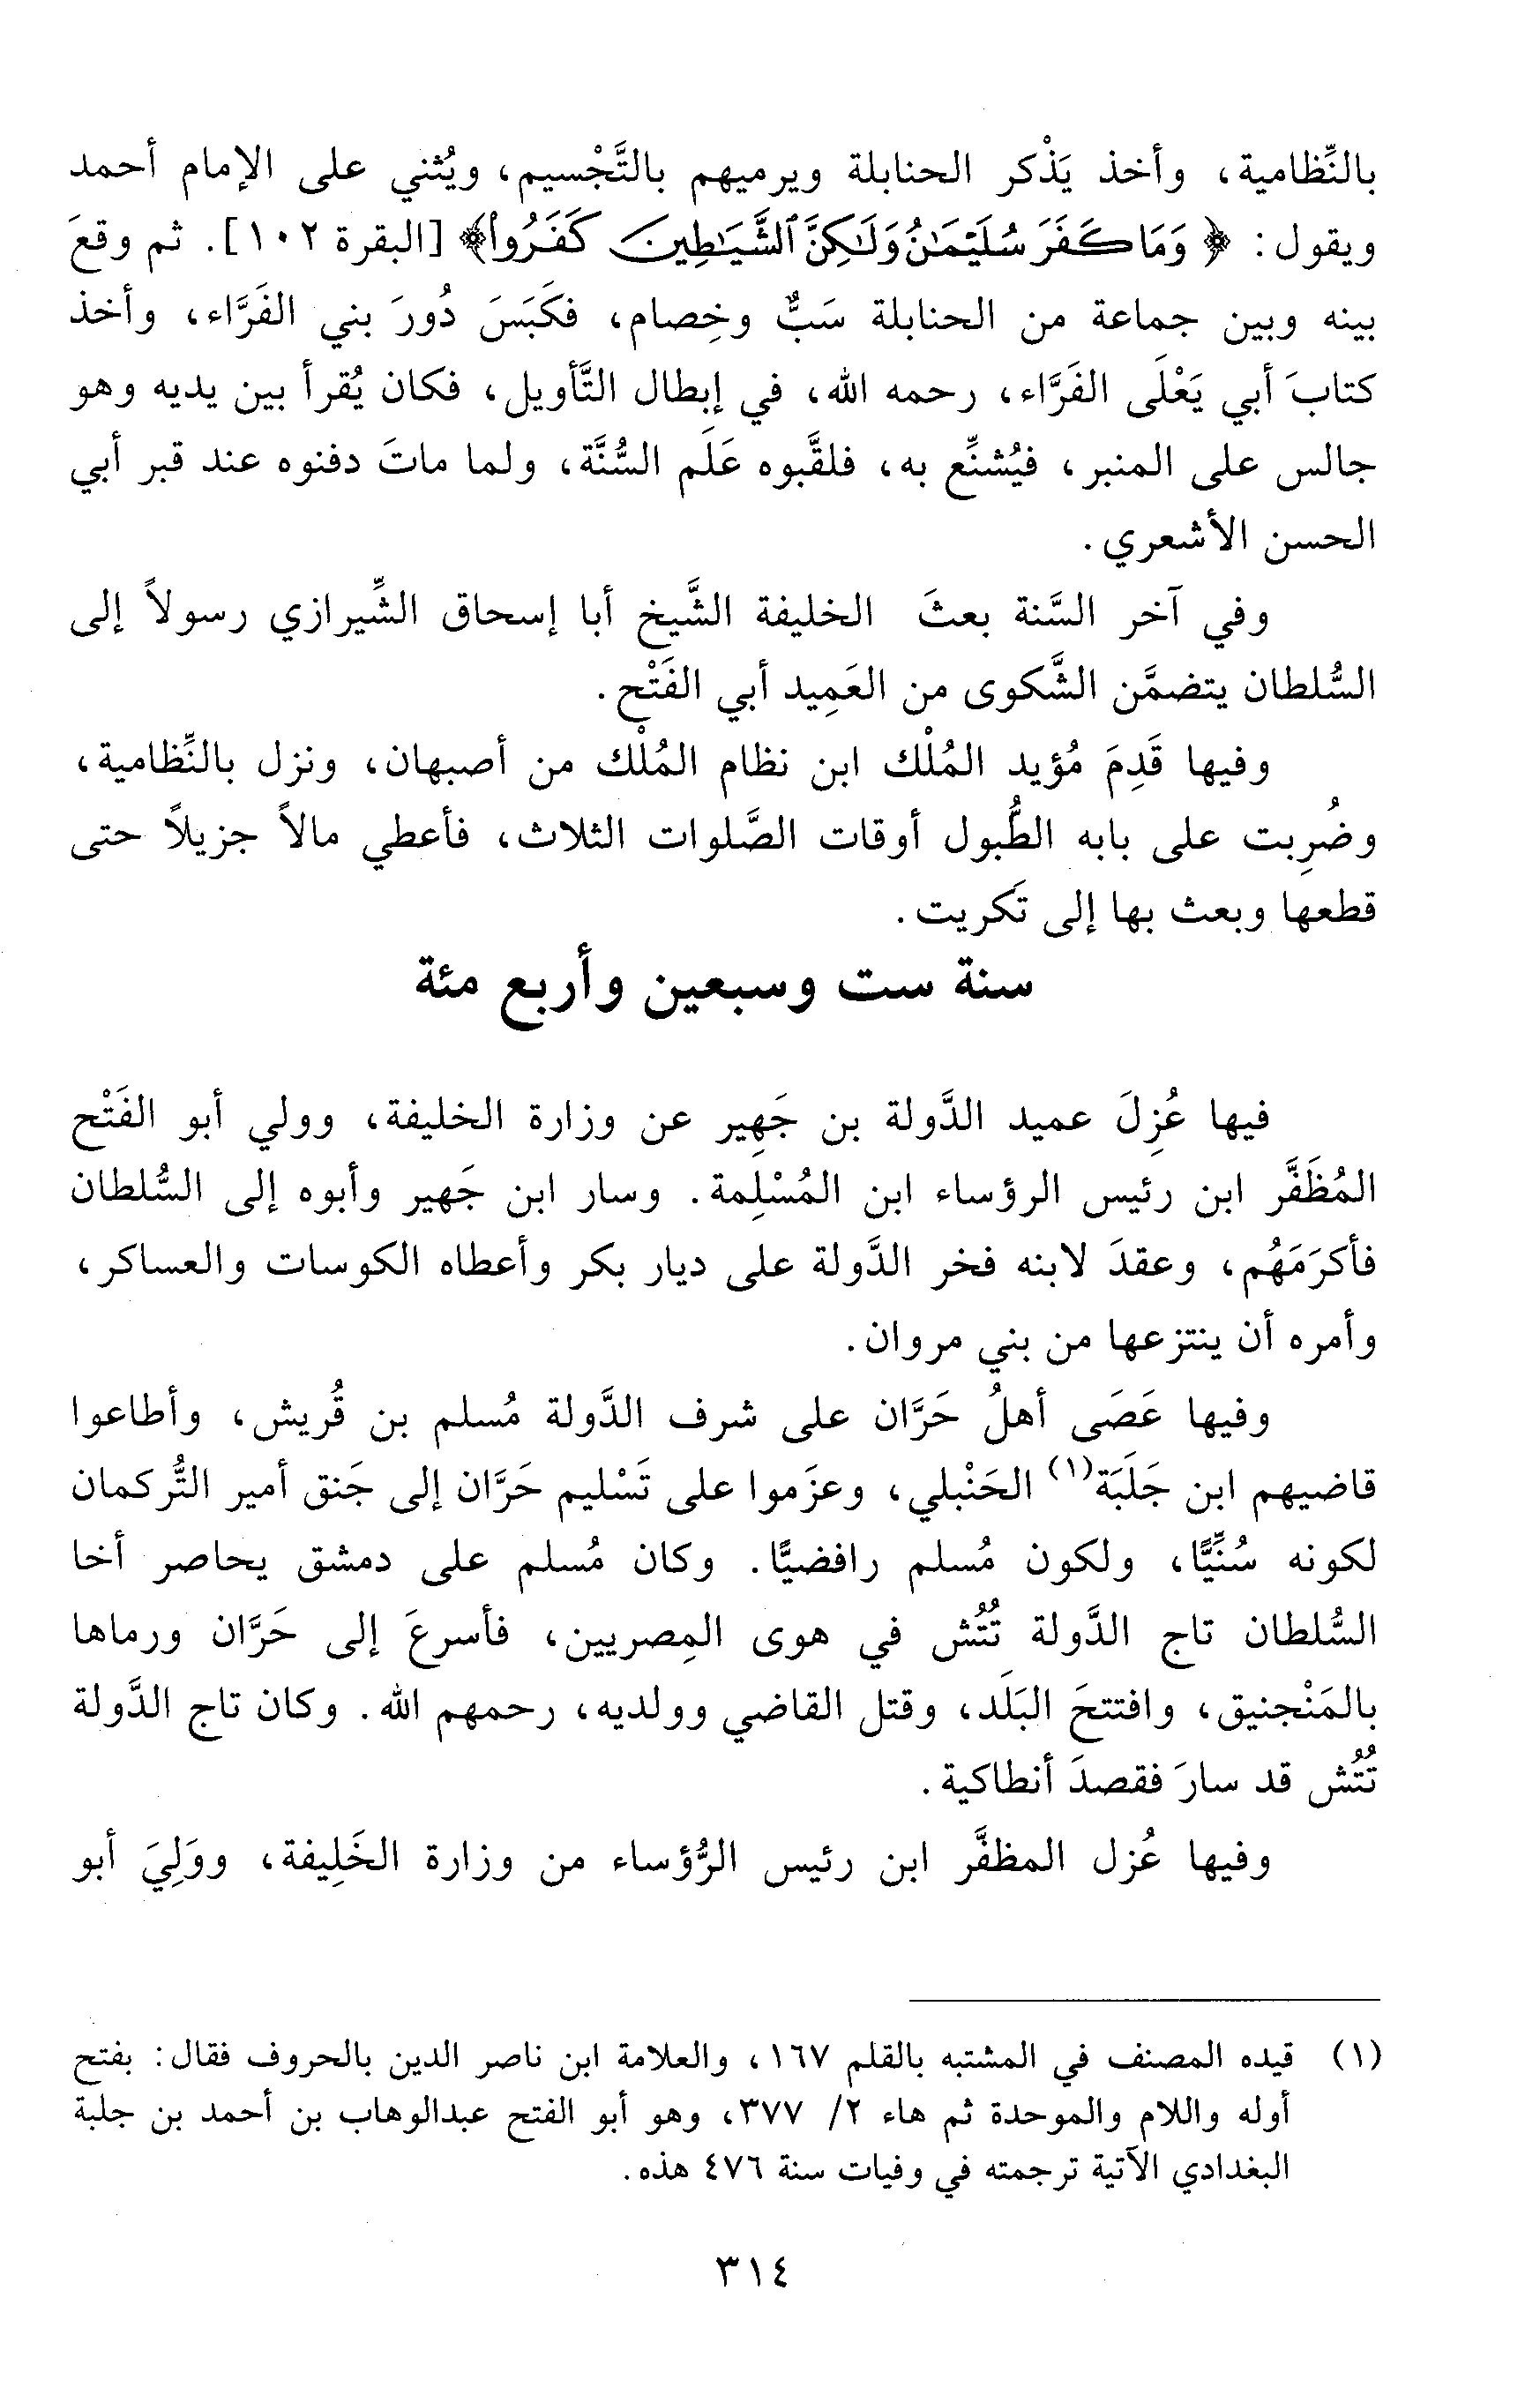 بالنِّظامية، وأخذ يَذْكر الحنابلة ويرميهم بالتَّجْسيم، ويُثني على الإمام أحمد
ويقول: ﴿ وَمَا كَفَرَ سُلَيْمَٰنُ وَلَٰكِنَّ ٱلشَّيَٰطِينَ كَفَرُوا۟﴾ [البقرة ١٠٢]. ثم وقعَ
بينه وبين جماعة من الحنابلة سَبٌّ وخِصام، فكَبَسَ دُورَ بني الفَرَّاء، وأخذ
كتابَ أبي يَعْلَى الفَرَّاء، رحمه الله، في إبطال التَّأويل، فكان يُقرأ بين يديه وهو
جالس على المنبر، فيُشنِّع به، فلقَّبوه عَلَم السُّنَّة، ولما ماتَ دفنوه عند قبر أبي
الحسن الأشعري.
وفي آخر السَّنة بعثَ الخليفة الشَّيخ أبا إسحاق الشِّيرازي رسولاً إلى
السُّلطان يتضمَّن الشَّكوى من العَمِيد أبي الفَتْح.
وفيها قَدِمَ مُؤيد المُلْك ابن نظام المُلْك من أصبهان، ونزل بالنِّظامية،
وضُرِبت على بابه الطُّبول أوقات الصَّلوات الثلاث، فأعطي مالاً جزيلاً حتى
قطعها وبعث بها إلى تَكريت.
سنة ست وسبعين وأربع مئة
فيها عُزِلَ عميد الدَّولة بن جَهِير عن وزارة الخليفة، وولي أبو الفَتْح
المُظَفَّر ابن رئيس الرؤساء ابن المُسْلِمة. وسار ابن جَهير وأبوه إلى السُّلطان
فأكرَمَهُم، وعقدَ لابنه فخر الدَّولة على ديار بكر وأعطاه الكوسات والعساكر،
وأمره أن ينتزعها من بني مروان.
وفيها عَصَى أهلُ حَرَّان على شرف الدَّولة مُسلم بن قُريش، وأطاعوا
قاضيهم ابن جَلَبَة(١) الحَنْبلي، وعزَموا على تَسْليم حَرَّان إلى جَنق أمير التُّركمان
لكونه سُنِّيًّا، ولكون مُسلم رافضيًّا. وكان مُسلم على دمشق يحاصر أخا
السُّلطان تاج الدَّولة تُتُش في هوى المِصريين، فأسرعَ إلى حَرَّان ورماها
بالمَنْجنيق، وافتتحَ البَلَد، وقتل القاضي وولديه، رحمهم الله. وكان تاج الدَّولة
تُتُش قد سارَ فقصدَ أنطاكية.
وفيها عُزل المظفَّر ابن رئيس الرُّؤساء من وزارة الخَلِيفة، ووَلِيَ أبو
(١) قيده المصنف في المشتبه بالقلم ١٦٧، والعلامة ابن ناصر الدين بالحروف فقال: بفتح
أوله واللام والموحدة ثم هاء ٢/ ٣٧٧، وهو أبو الفتح عبدالوهاب بن أحمد بن جلبة
البغدادي الآتية ترجمته في وفيات سنة ٤٧٦ هذه.
٣١٤